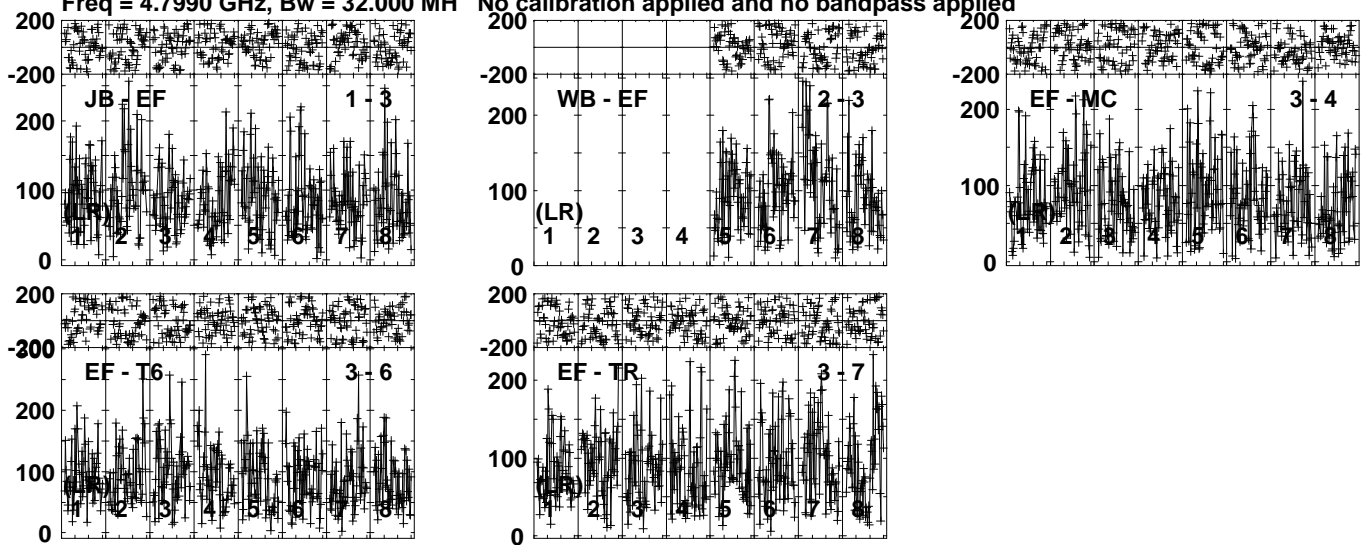 Freq = 4.7990 GHz, Bw = 32.000 MH No calibration applied and no bandpass applied
200
-200
JB - EF 1 - 3
200
100
0
(LR)
1 2 3 4 5 6 7 8
200
-200
WB - EF 2 - 3
200
100
0
(LR)
1 2 3 4 5 6 7 8
200
-200
EF - MC 3 - 4
200
100
0
(LR)
1 2 3 4 5 6 7 8
200
-200
300
EF - T6 3 - 6
200
100
0
(LR)
1 2 3 4 5 6 7 8
200
-200
EF - TR 3 - 7
200
100
0
(LR)
1 2 3 4 5 6 7 8